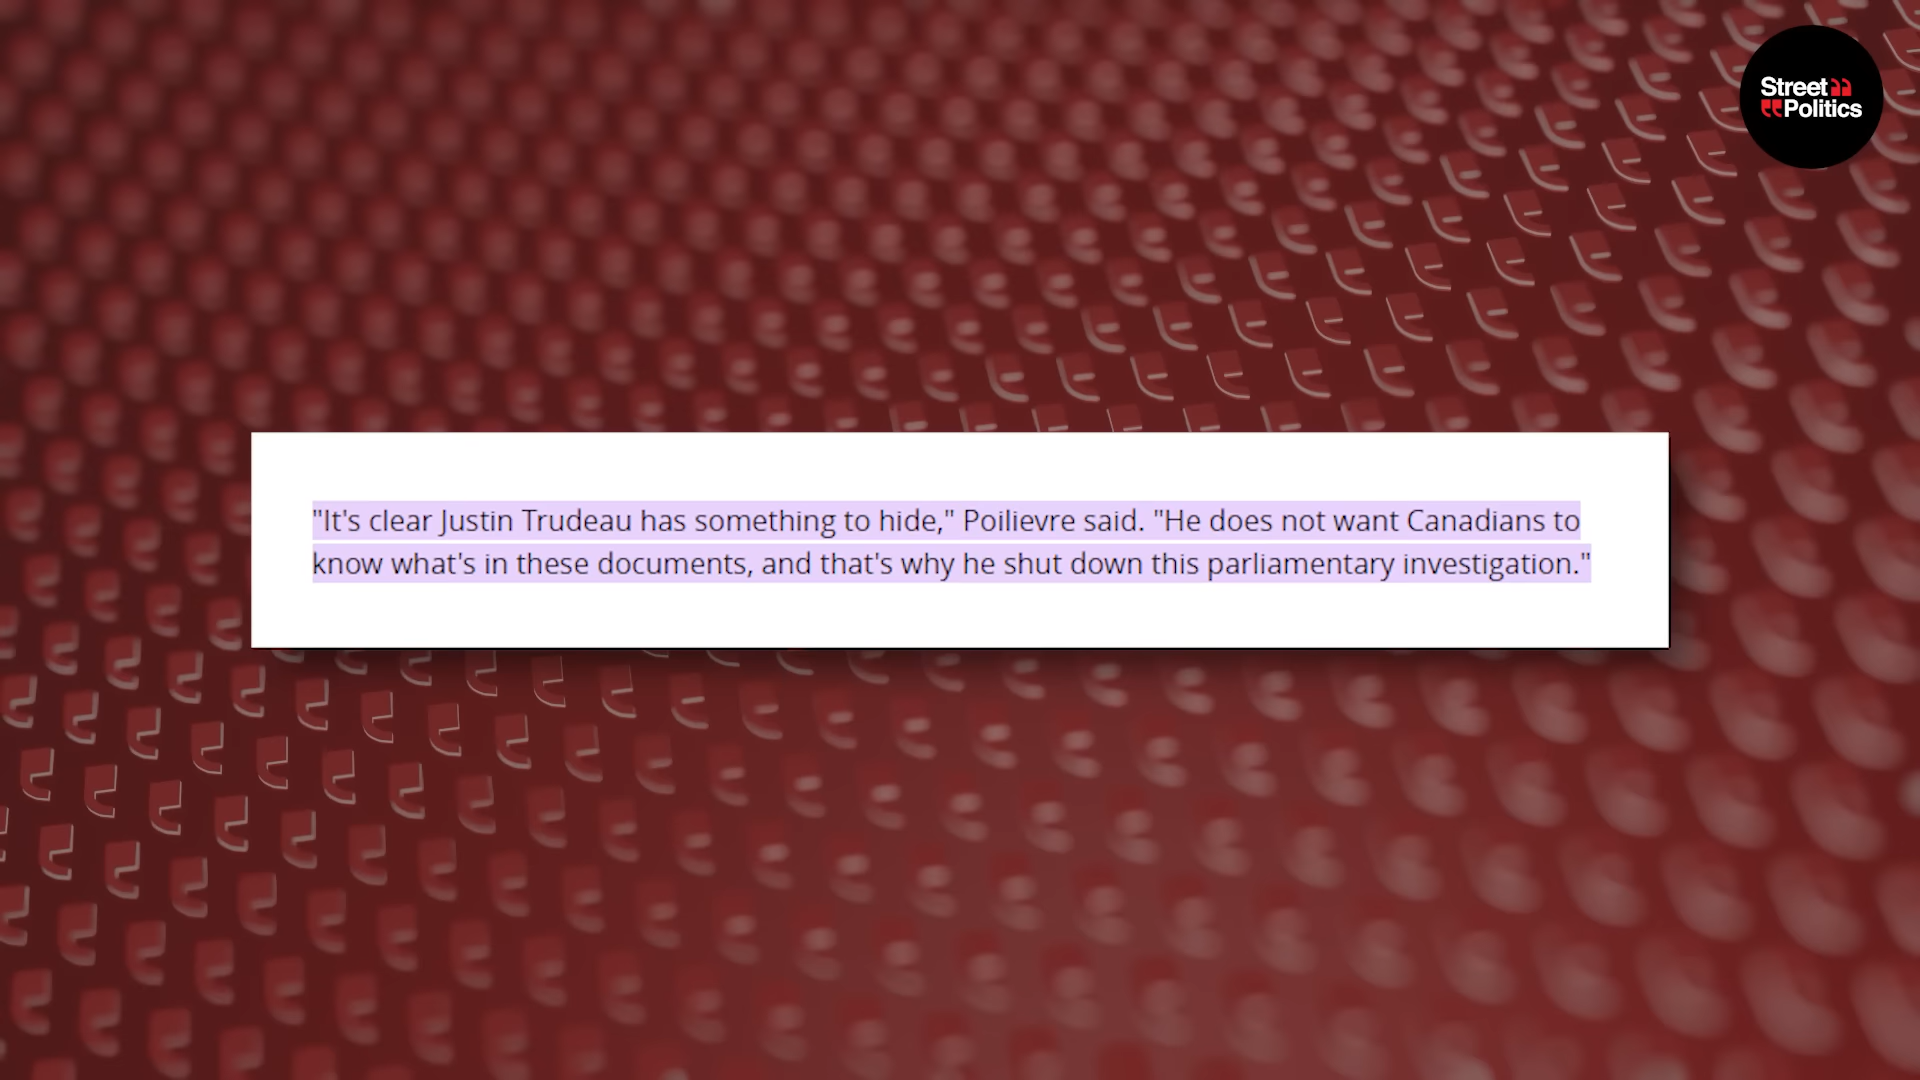 Street
Politics
"It's clear Justin Trudeau has something to hide," Poilievre said. "He does not want Canadians to
know what's in these documents, and that's why he shut down this parliamentary investigation."